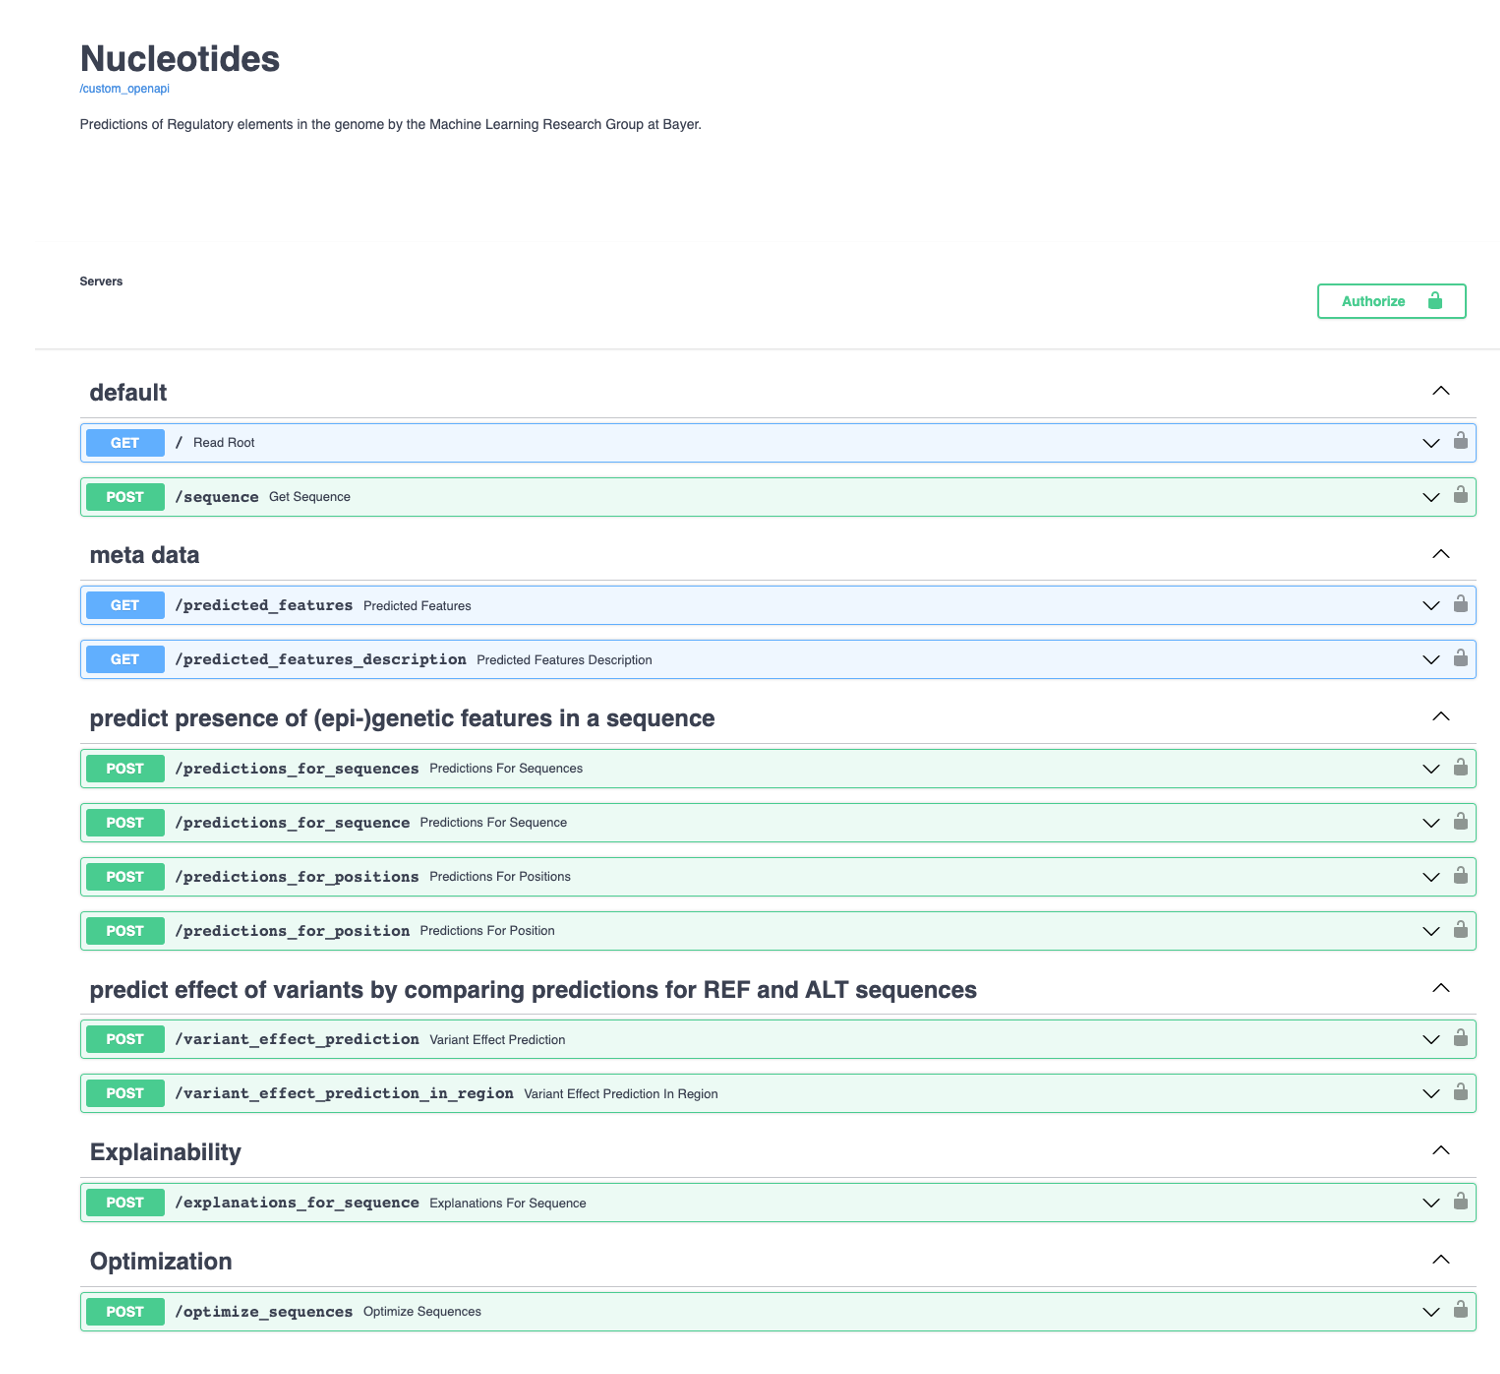 Nucleotides
/custom_openapi
Predictions of Regulatory elements in the genome by the Machine Learning Research Group at Bayer.
Servers
Authorize
default
GET / Read Root
POST /sequence Get Sequence
meta data
GET /predicted_features Predicted Features
GET /predicted_features_description Predicted Features Description
predict presence of (epi-)genetic features in a sequence
POST /predictions_for_sequences Predictions For Sequences
POST /predictions_for_sequence Predictions For Sequence
POST /predictions_for_positions Predictions For Positions
POST /predictions_for_position Predictions For Position
predict effect of variants by comparing predictions for REF and ALT sequences
POST /variant_effect_prediction Variant Effect Prediction
POST /variant_effect_prediction_in_region Variant Effect Prediction In Region
Explainability
POST /explanations_for_sequence Explanations For Sequence
Optimization
POST /optimize_sequences Optimize Sequences